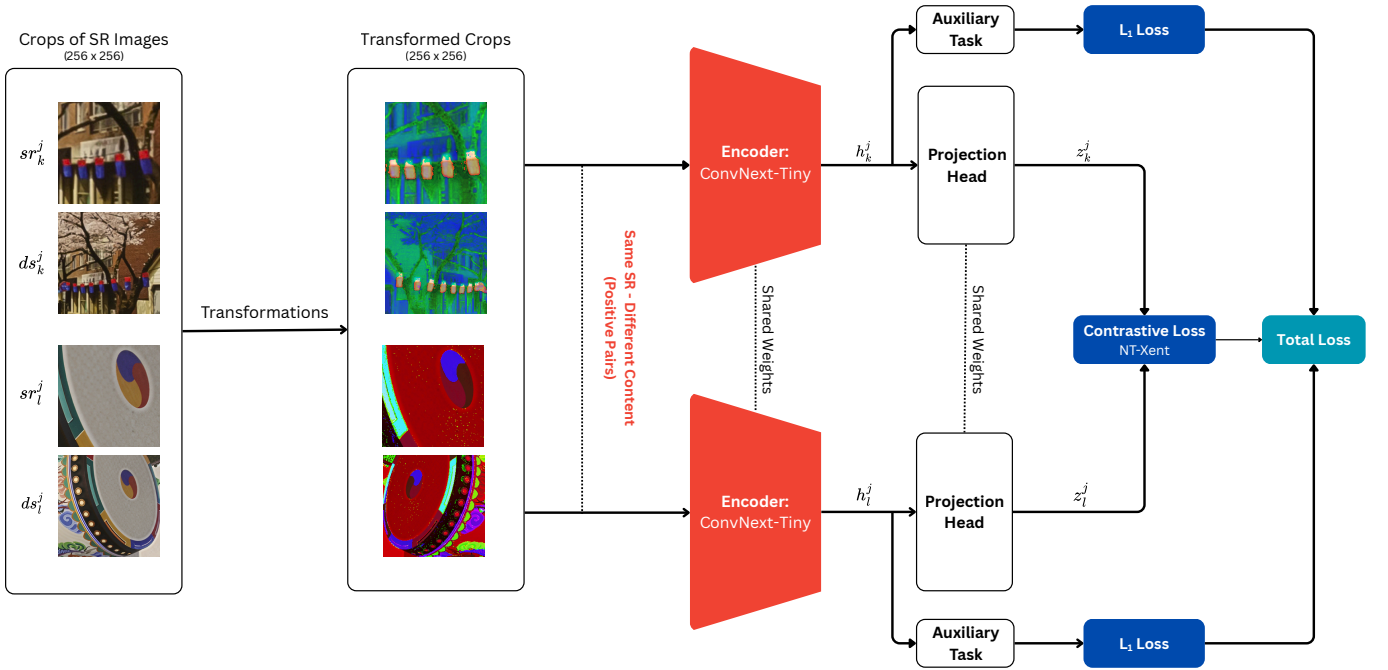 Crops of SR Images
(256 x 256)
sr_k^j
ds_k^j
sr_l^j
ds_l^j
Transformations
Transformed Crops
(256 x 256)
Same SR - Different Content
(Positive Pairs)
Encoder:
ConvNext-Tiny
Shared Weights
Encoder:
ConvNext-Tiny
h_k^j
h_l^j
Auxiliary
Task
Projection
Head
Shared Weights
Projection
Head
Auxiliary
Task
L₁ Loss
z_k^j
Contrastive Loss
NT-Xent
z_l^j
L₁ Loss
Total Loss